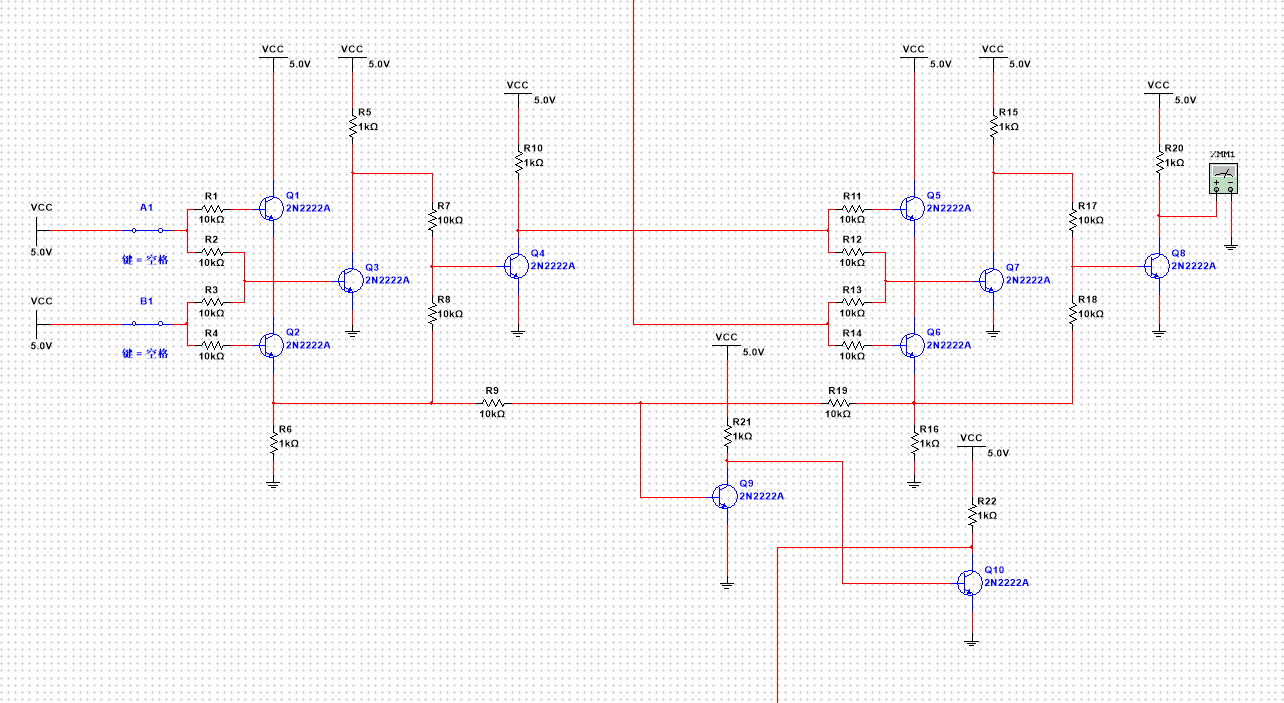 VCC
5.0V
VCC
5.0V
VCC
5.0V
VCC
5.0V
VCC
5.0V
VCC
5.0V
R5
1kΩ
R15
1kΩ
R10
1kΩ
R20
1kΩ
XMM1
VCC
5.0V
A1
键 = 空格
R1
10kΩ
Q1
2N2222A
R7
10kΩ
R11
10kΩ
Q5
2N2222A
R17
10kΩ
R2
10kΩ
Q3
2N2222A
Q4
2N2222A
R12
10kΩ
Q7
2N2222A
Q8
2N2222A
VCC
5.0V
B1
键 = 空格
R3
10kΩ
R8
10kΩ
R13
10kΩ
R18
10kΩ
R4
10kΩ
Q2
2N2222A
VCC
5.0V
R14
10kΩ
Q6
2N2222A
R9
10kΩ
R19
10kΩ
R6
1kΩ
R21
1kΩ
R16
1kΩ
VCC
5.0V
Q9
2N2222A
R22
1kΩ
Q10
2N2222A